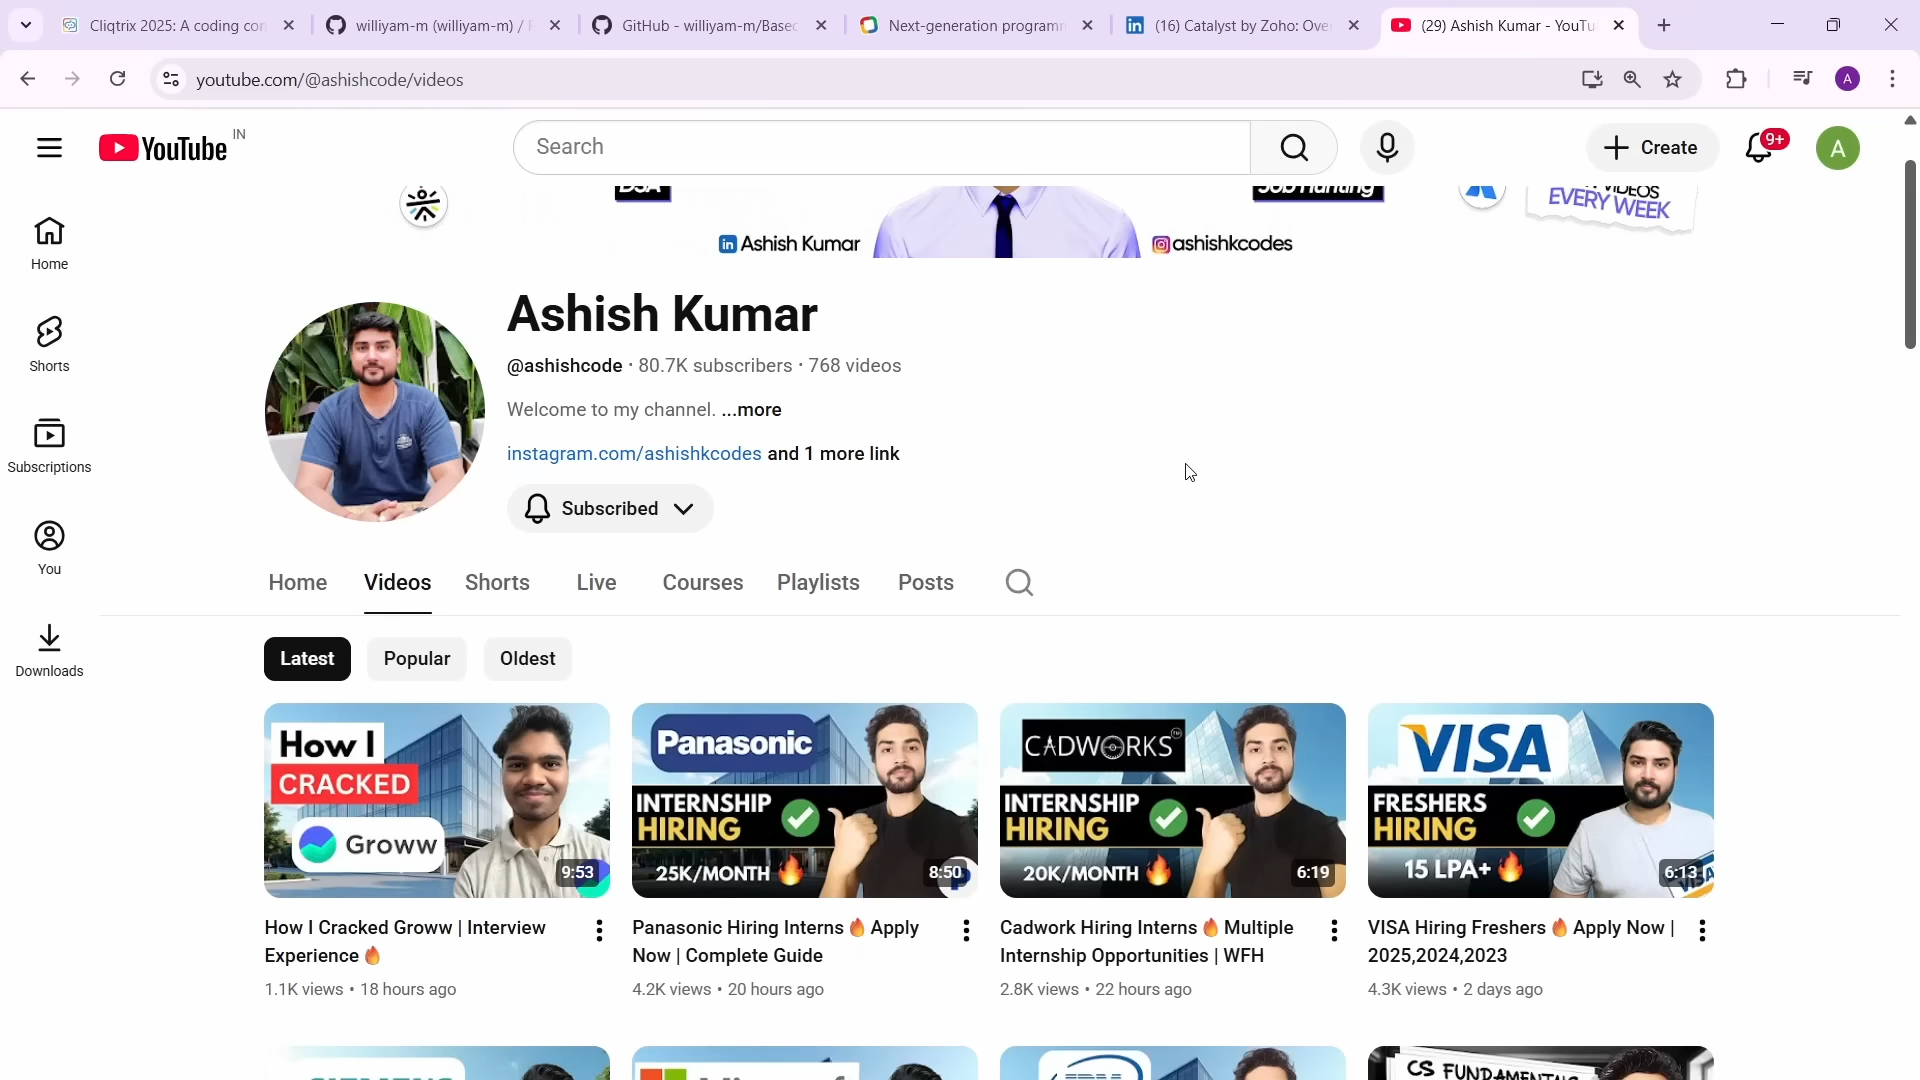 Cliqtrix 2025: A coding con
williyam-m (williyam-m) / 
GitHub - williyam-m/Based
Next-generation programm
(16) Catalyst by Zoho: Over
(29) Ashish Kumar - YouTu
youtube.com/@ashishcode/videos
A
YouTube IN
Search
Create
9+
A
DSA
Job Hunting
VIDEOS
EVERY WEEK
Ashish Kumar
ashishkcodes
Home
Shorts
Subscriptions
You
Downloads
Ashish Kumar
@ashishcode • 80.7K subscribers • 768 videos
Welcome to my channel. ...more
instagram.com/ashishkcodes and 1 more link
Subscribed
Home Videos Shorts Live Courses Playlists Posts
Latest Popular Oldest
How I
CRACKED
Groww
9:53
Panasonic
INTERNSHIP
HIRING
25K/MONTH
8:50
CADWORKS
INTERNSHIP
HIRING
20K/MONTH
6:19
VISA
FRESHERS
HIRING
15 LPA+
6:13
How I Cracked Groww | Interview
Experience🔥
1.1K views • 18 hours ago
Panasonic Hiring Interns🔥Apply
Now | Complete Guide
4.2K views • 20 hours ago
Cadwork Hiring Interns🔥Multiple
Internship Opportunities | WFH
2.8K views • 22 hours ago
VISA Hiring Freshers🔥Apply Now |
2025,2024,2023
4.3K views • 2 days ago
CS FUNDAMENTALS